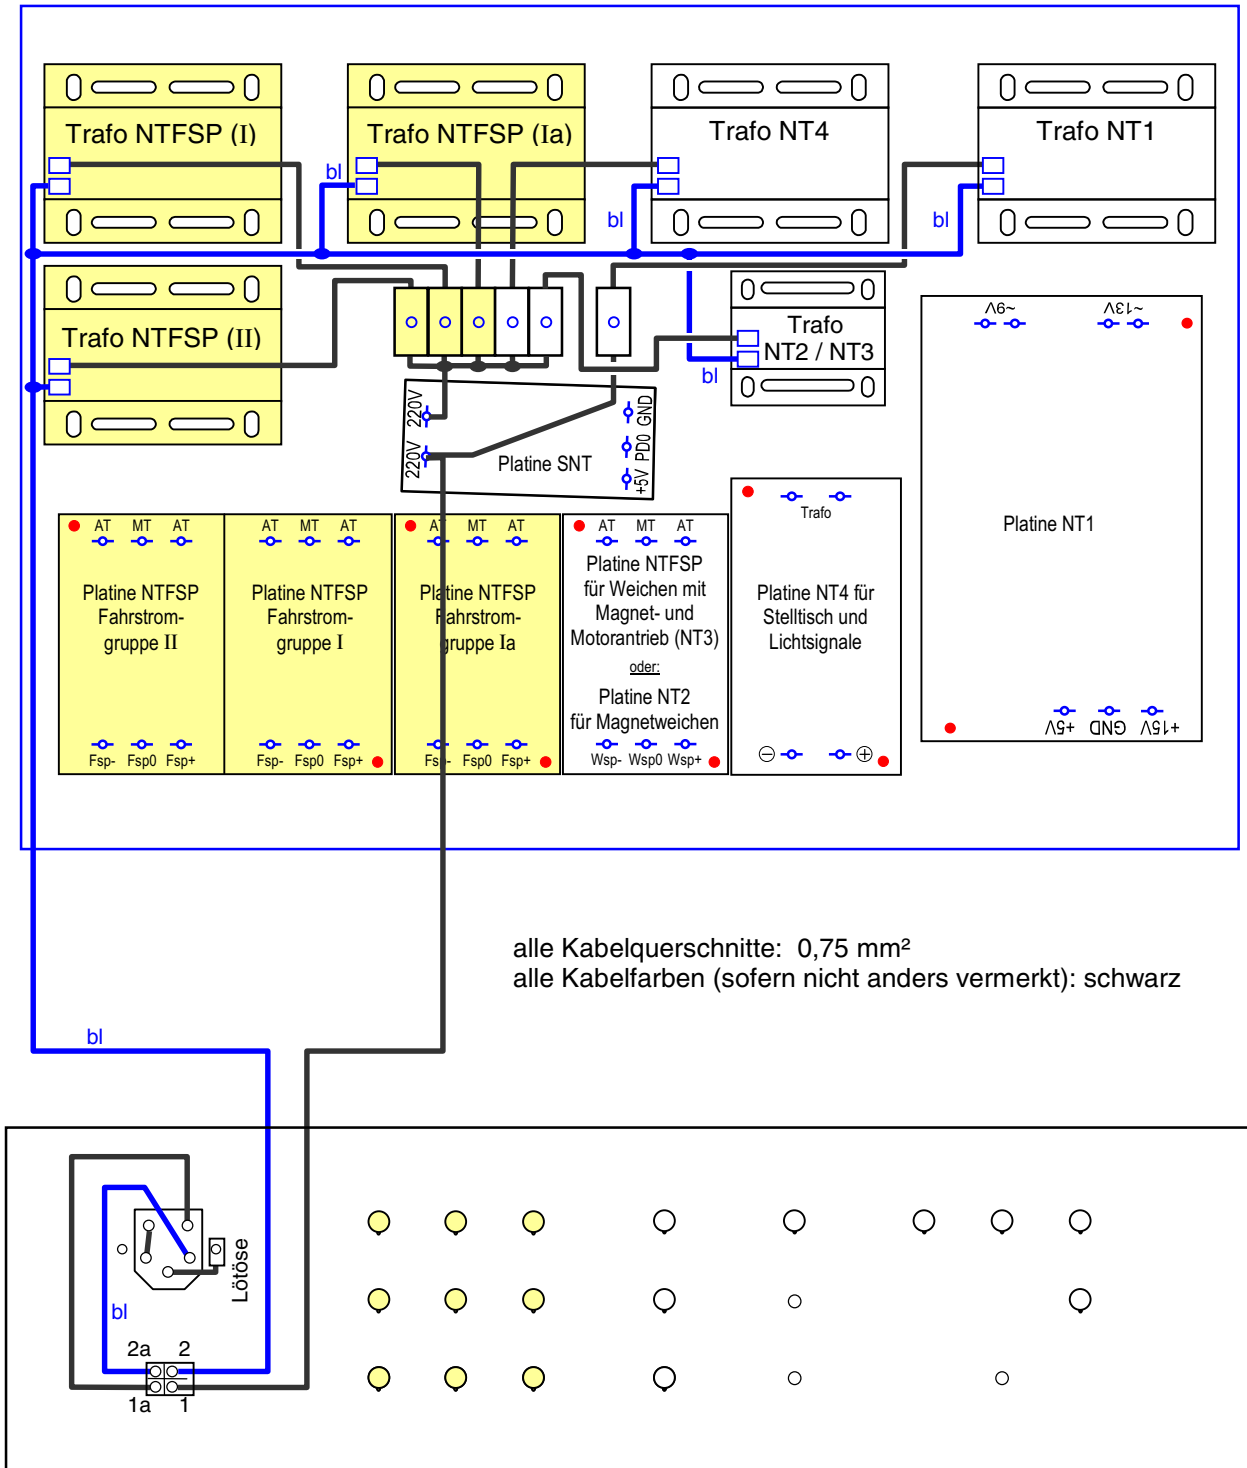 Trafo NTFSP (I)
Trafo NTFSP (Ia)
Trafo NT4
Trafo NT1
bl
bl
bl
Trafo NTFSP (II)
Trafo
NT2 / NT3
bl
~9V
~13V
220V
220V
Platine SNT
GND
PD0
+5V
Platine NT1
+5V
GND
+15V
AT MT AT
Platine NTFSP
Fahrstrom-
gruppe II
Fsp- Fsp0 Fsp+
AT MT AT
Platine NTFSP
Fahrstrom-
gruppe I
Fsp- Fsp0 Fsp+
AT MT AT
Platine NTFSP
Fahrstrom-
gruppe Ia
Fsp- Fsp0 Fsp+
AT MT AT
Platine NTFSP
für Weichen mit
Magnet- und
Motorantrieb (NT3)
oder:
Platine NT2
für Magnetweichen
Wsp- Wsp0 Wsp+
Trafo
Platine NT4 für
Stelltisch und
Lichtsignale
− +
alle Kabelquerschnitte: 0,75 mm²
alle Kabelfarben (sofern nicht anders vermerkt): schwarz
bl
Lötöse
bl
2a 2
1a 1